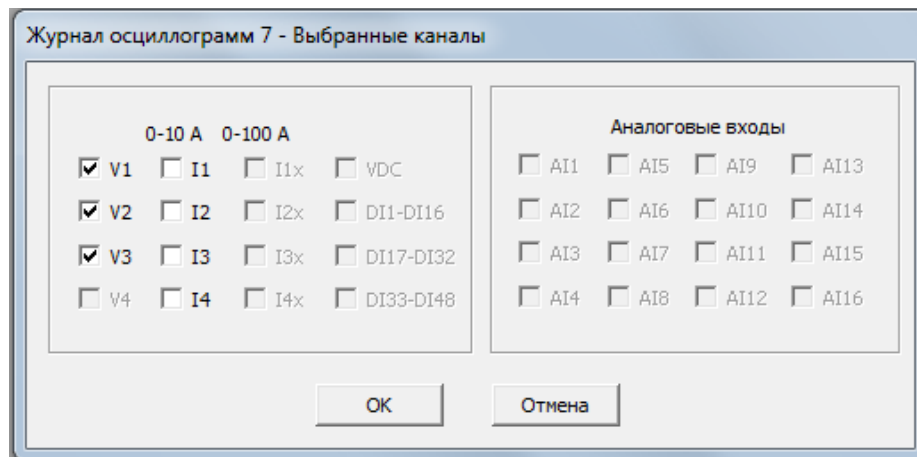 Журнал осциллограмм 7 - Выбранные каналы
0-10 А 0-100 А
V1 I1 I1x VDC
V2 I2 I2x DI1-DI16
V3 I3 I3x DI17-DI32
V4 I4 I4x DI33-DI48
Аналоговые входы
AI1 AI5 AI9 AI13
AI2 AI6 AI10 AI14
AI3 AI7 AI11 AI15
AI4 AI8 AI12 AI16
OK Отмена